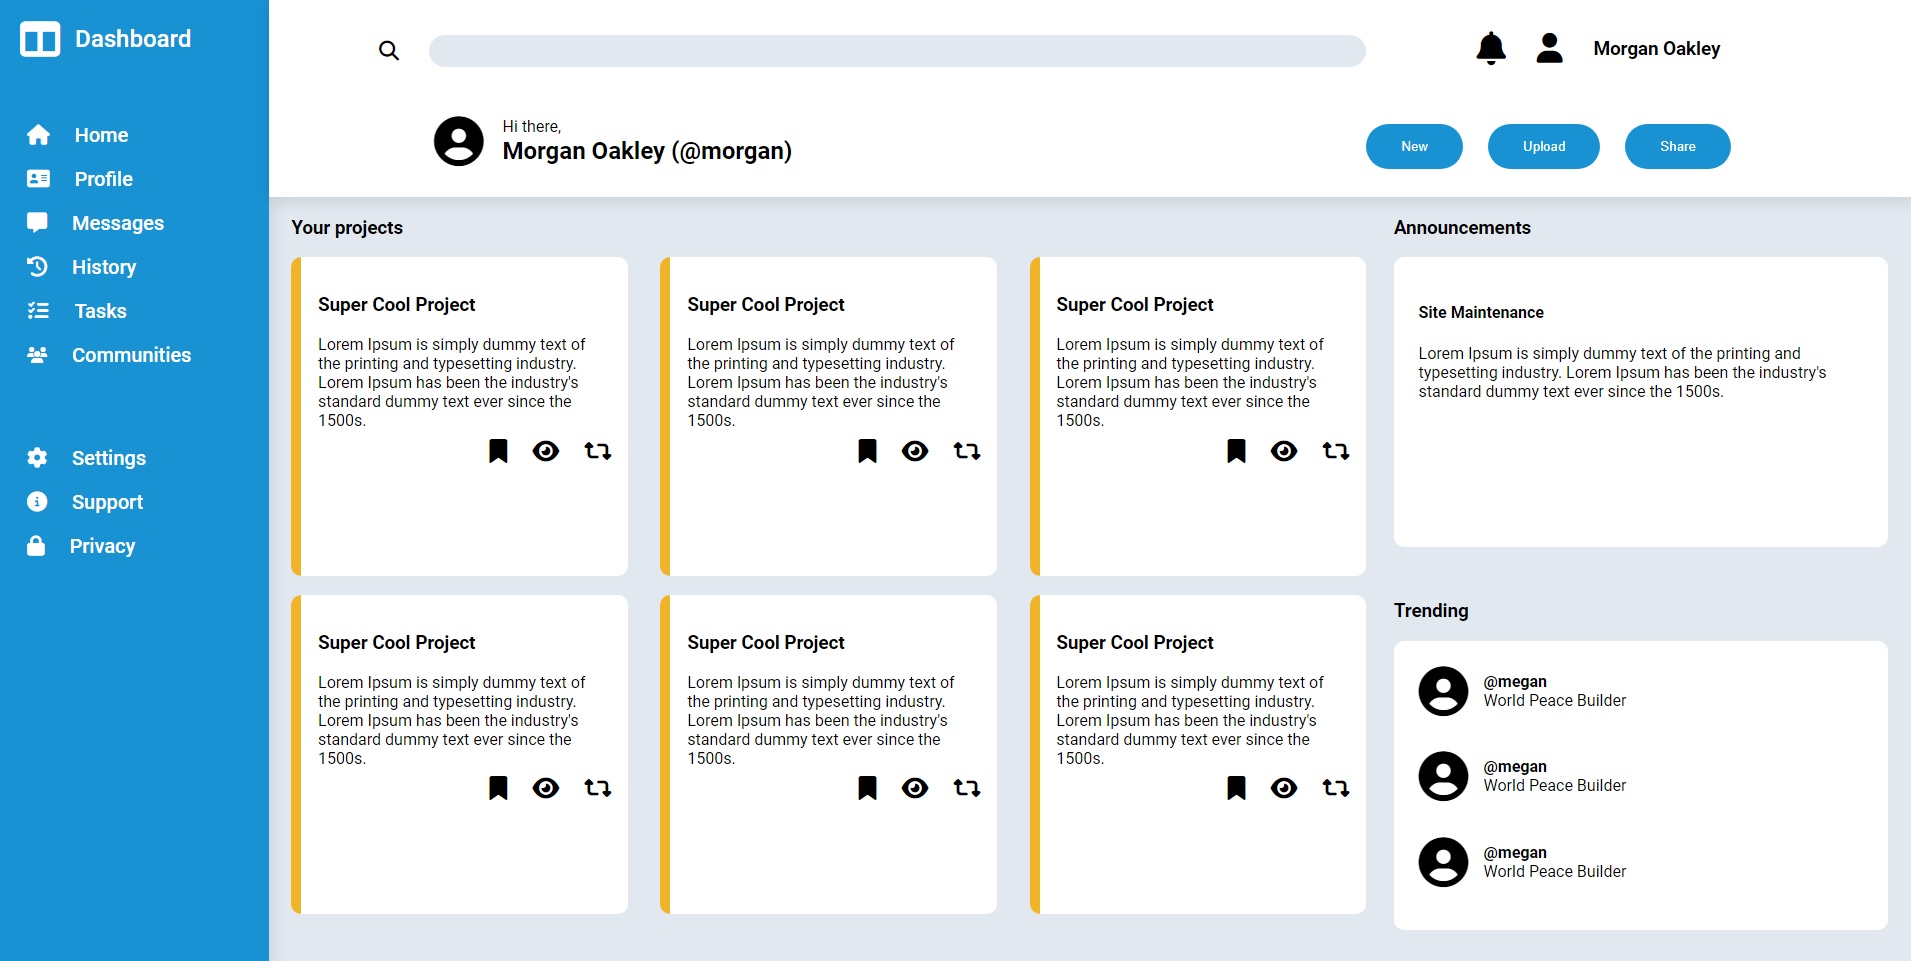 Dashboard
Home
Profile
Messages
History
Tasks
Communities
Settings
Support
Privacy
Morgan Oakley
Hi there,
Morgan Oakley (@morgan)
New
Upload
Share
Your projects
Super Cool Project
Lorem Ipsum is simply dummy text of
the printing and typesetting industry.
Lorem Ipsum has been the industry's
standard dummy text ever since the
1500s.
Super Cool Project
Lorem Ipsum is simply dummy text of
the printing and typesetting industry.
Lorem Ipsum has been the industry's
standard dummy text ever since the
1500s.
Super Cool Project
Lorem Ipsum is simply dummy text of
the printing and typesetting industry.
Lorem Ipsum has been the industry's
standard dummy text ever since the
1500s.
Super Cool Project
Lorem Ipsum is simply dummy text of
the printing and typesetting industry.
Lorem Ipsum has been the industry's
standard dummy text ever since the
1500s.
Super Cool Project
Lorem Ipsum is simply dummy text of
the printing and typesetting industry.
Lorem Ipsum has been the industry's
standard dummy text ever since the
1500s.
Super Cool Project
Lorem Ipsum is simply dummy text of
the printing and typesetting industry.
Lorem Ipsum has been the industry's
standard dummy text ever since the
1500s.
Announcements
Site Maintenance
Lorem Ipsum is simply dummy text of the printing and
typesetting industry. Lorem Ipsum has been the industry's
standard dummy text ever since the 1500s.
Trending
@megan
World Peace Builder
@megan
World Peace Builder
@megan
World Peace Builder